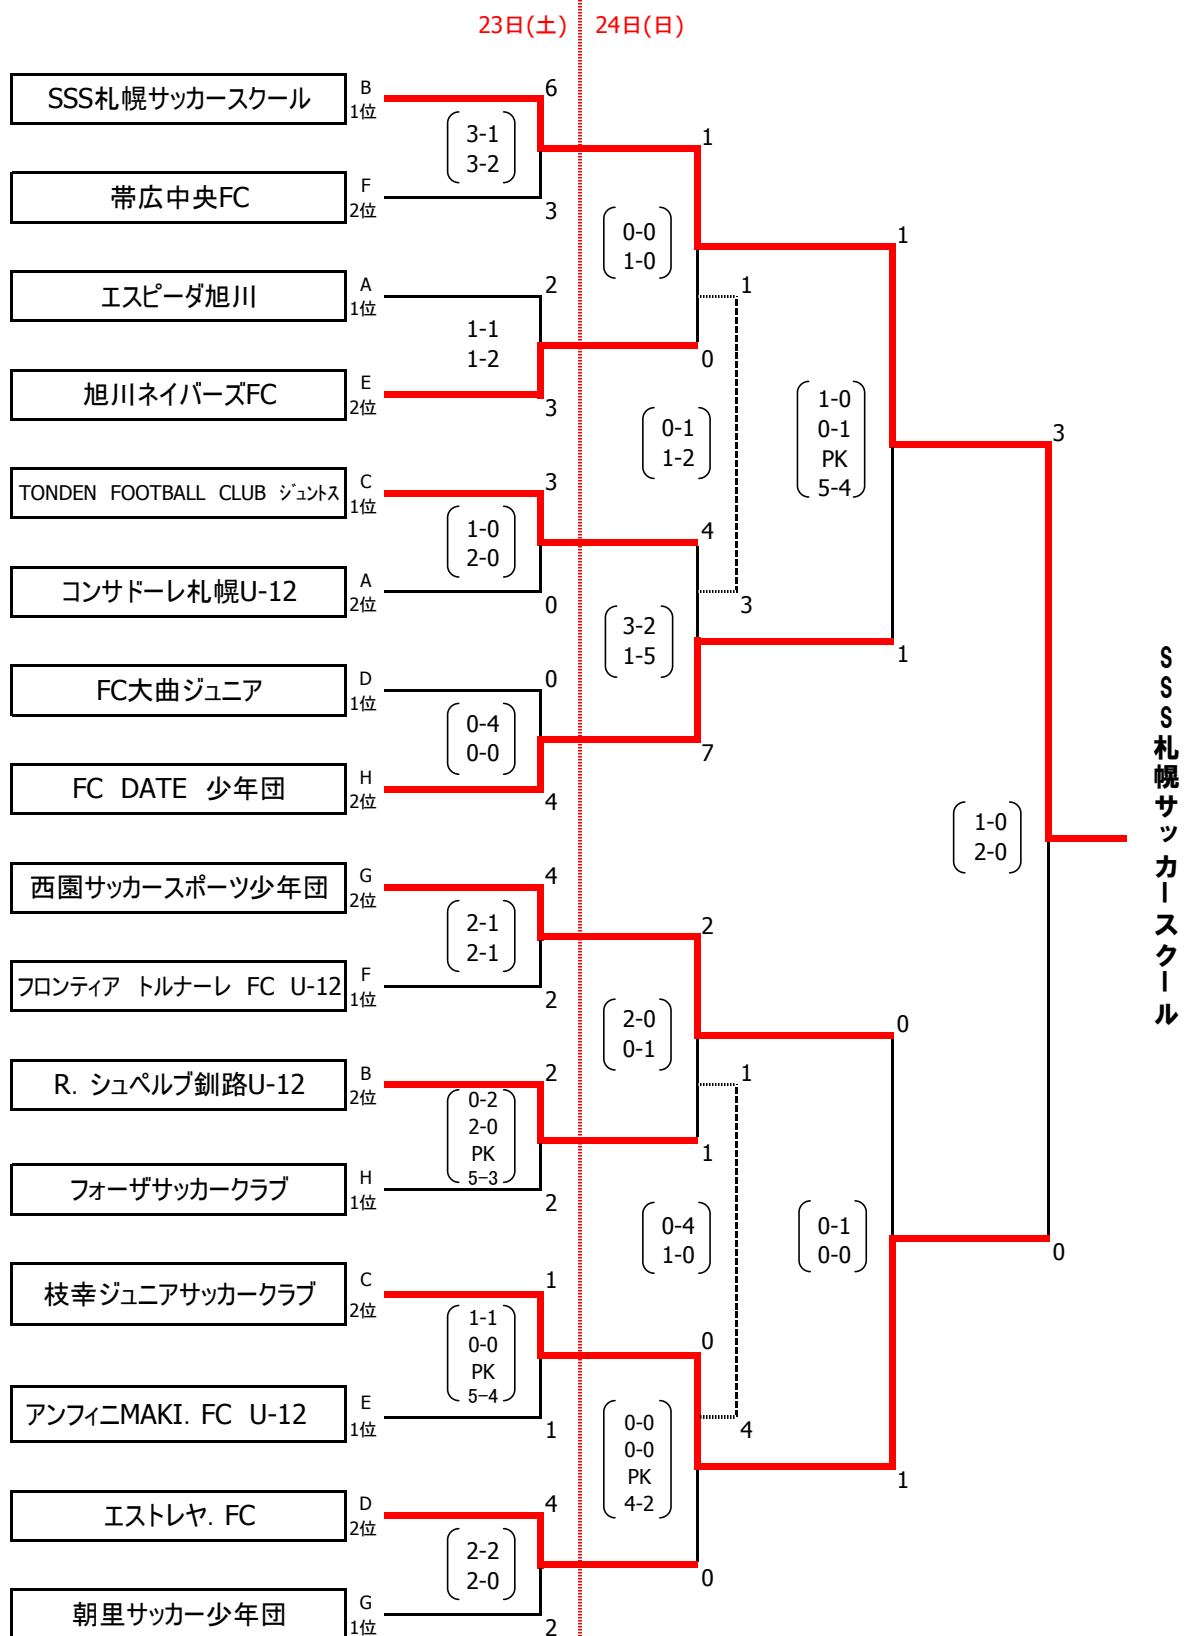 23日(土) 24日(日)
SSS札幌サッカースクール B 1位 6
3-1
3-2
帯広中央FC F 2位 3
1
0-0
1-0
0
エスピーダ旭川 A 1位 2
1-1
1-2
旭川ネイバーズFC E 2位 3
1
0-1
1-2
3
1
1-0
0-1
PK
5-4
1
TONDEN FOOTBALL CLUB ジュントス C 1位 3
1-0
2-0
コンサドーレ札幌U-12 A 2位 0
4
3-2
1-5
7
FC大曲ジュニア D 1位 0
0-4
0-0
FC DATE 少年団 H 2位 4
3
1-0
2-0
0
SSS札幌サッカースクール
西園サッカースポーツ少年団 G 2位 4
2-1
2-1
フロンティア トルナーレ FC U-12 F 1位 2
2
2-0
0-1
1
R. シュペルブ釧路U-12 B 2位 2
0-2
2-0
PK
5-3
フォーザサッカークラブ H 1位 2
1
0-4
1-0
4
0
0-1
0-0
1
枝幸ジュニアサッカークラブ C 2位 1
1-1
0-0
PK
5-4
アンフィニMAKI. FC U-12 E 1位 1
0
0-0
0-0
PK
4-2
0
エストレヤ. FC D 2位 4
2-2
2-0
朝里サッカー少年団 G 1位 2